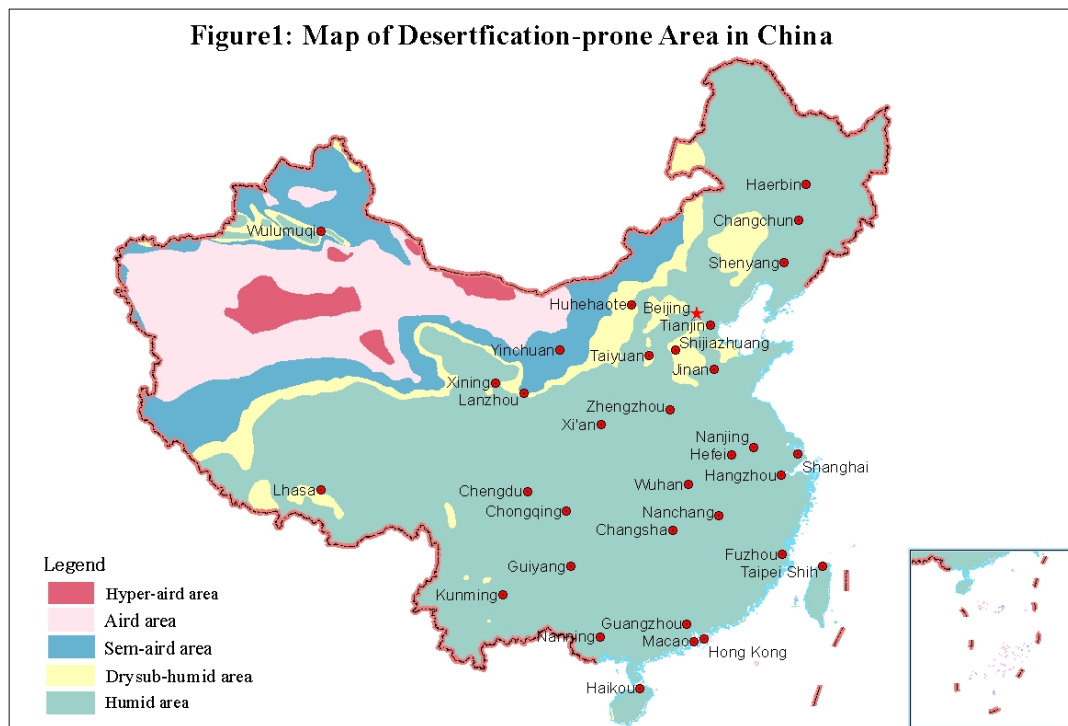 Figure1: Map of Desertfication-prone Area in China
Haerbin
Changchun
Wulumuqi
Shenyang
Huhehaote
Beijing
Tianjin
Shijiazhuang
Yinchuan
Taiyuan
Jinan
Xining
Lanzhou
Zhengzhou
Xi'an
Nanjing
Hefei
Shanghai
Hangzhou
Lhasa
Chengdu
Wuhan
Chongqing
Nanchang
Changsha
Fuzhou
Taipei Shih
Guiyang
Kunming
Guangzhou
Nanning
Macao
Hong Kong
Haikou
Legend
Hyper-aird area
Aird area
Sem-aird area
Drysub-humid area
Humid area